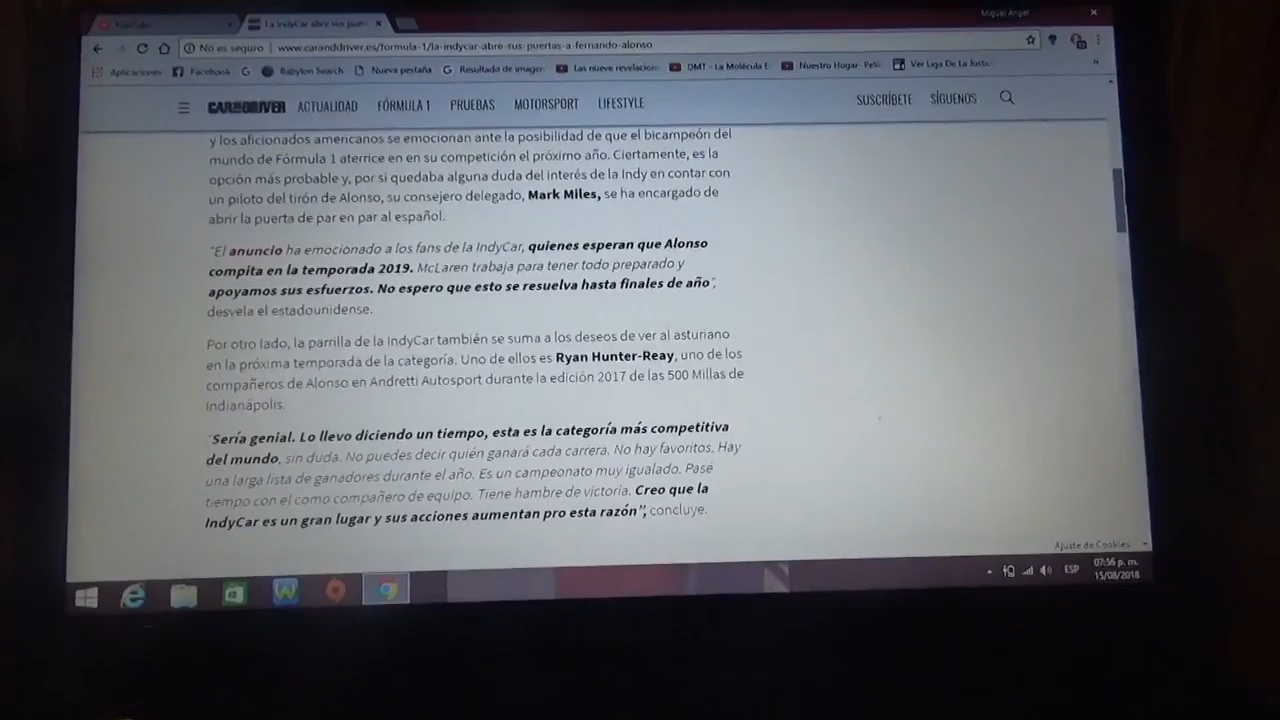 YouTube
La IndyCar abre sus puert
Miguel Angel
No es seguro | www.caranddriver.es/formula-1/la-indycar-abre-sus-puertas-a-fernando-alonso
Aplicaciones Facebook Babylon Search Nueva pestaña Resultado de imagen Las nueve revelacion DMT - La Molécula E Nuestro Hogar- Pelíc Ver Liga De La Justic
CAR AND DRIVER ACTUALIDAD FÓRMULA 1 PRUEBAS MOTORSPORT LIFESTYLE SUSCRÍBETE SÍGUENOS
y los aficionados americanos se emocionan ante la posibilidad de que el bicampeón del
mundo de Fórmula 1 aterrice en en su competición el próximo año. Ciertamente, es la
opción más probable y, por si quedaba alguna duda del interés de la Indy en contar con
un piloto del tirón de Alonso, su consejero delegado, Mark Miles, se ha encargado de
abrir la puerta de par en par al español.
"El anuncio ha emocionado a los fans de la IndyCar, quienes esperan que Alonso
compita en la temporada 2019. McLaren trabaja para tener todo preparado y
apoyamos sus esfuerzos. No espero que esto se resuelva hasta finales de año",
desvela el estadounidense.
Por otro lado, la parrilla de la IndyCar también se suma a los deseos de ver al asturiano
en la próxima temporada de la categoría. Uno de ellos es Ryan Hunter-Reay, uno de los
compañeros de Alonso en Andretti Autosport durante la edición 2017 de las 500 Millas de
Indianápolis.
"Sería genial. Lo llevo diciendo un tiempo, esta es la categoría más competitiva
del mundo, sin duda. No puedes decir quién ganará cada carrera. No hay favoritos. Hay
una larga lista de ganadores durante el año. Es un campeonato muy igualado. Pasé
tiempo con el como compañero de equipo. Tiene hambre de victoria. Creo que la
IndyCar es un gran lugar y sus acciones aumentan pro esta razón", concluye.
Ajuste de Cookies
ESP
07:56 p. m.
15/08/2018